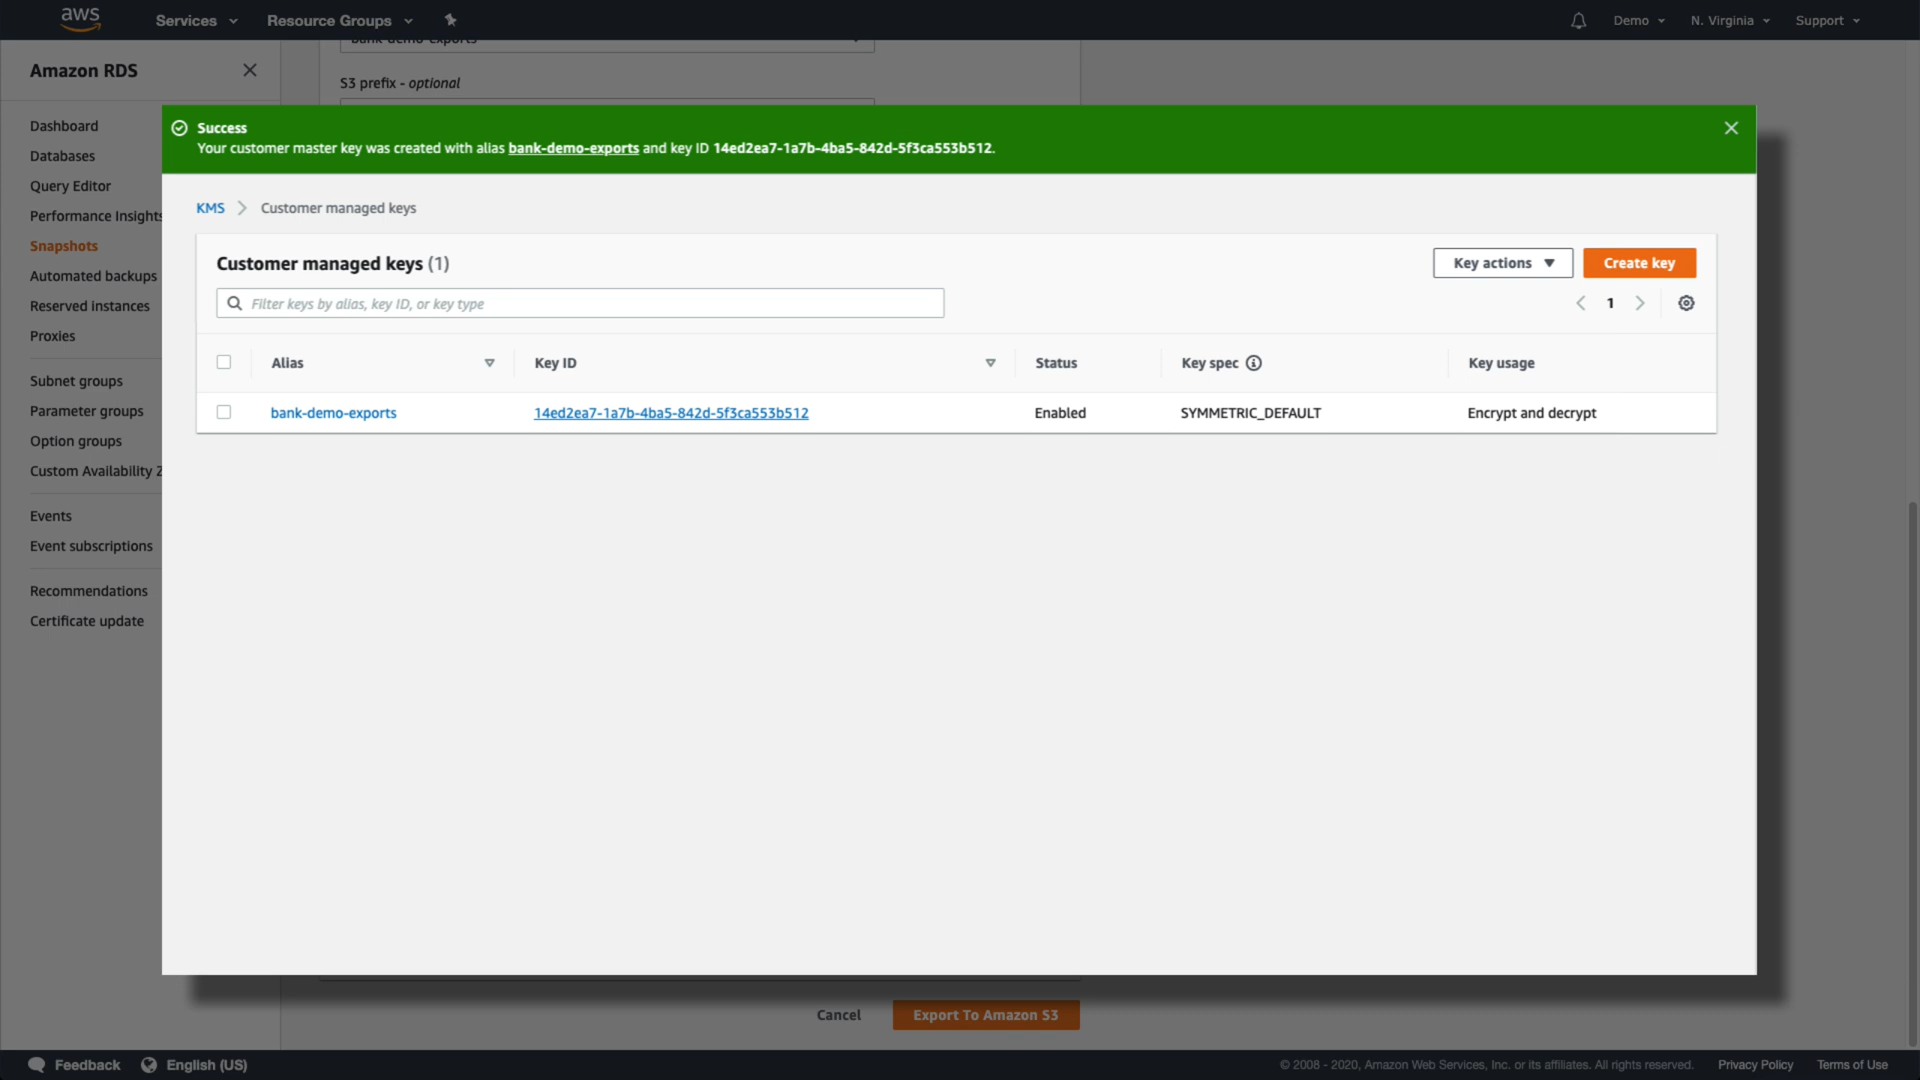 aws
Services
Resource Groups
Demo
N. Virginia
Support
Amazon RDS
bank-demo-exports
S3 prefix - optional
Dashboard
Databases
Query Editor
Performance Insights
Snapshots
Automated backups
Reserved instances
Proxies
Subnet groups
Parameter groups
Option groups
Custom Availability Z
Events
Event subscriptions
Recommendations
Certificate update
Success
Your customer master key was created with alias bank-demo-exports and key ID 14ed2ea7-1a7b-4ba5-842d-5f3ca553b512.
KMS
Customer managed keys
Customer managed keys (1)
Key actions
Create key
Filter keys by alias, key ID, or key type
1
Alias
Key ID
Status
Key spec
Key usage
bank-demo-exports
14ed2ea7-1a7b-4ba5-842d-5f3ca553b512
Enabled
SYMMETRIC_DEFAULT
Encrypt and decrypt
Cancel
Export To Amazon S3
Feedback
English (US)
© 2008 - 2020, Amazon Web Services, Inc. or its affiliates. All rights reserved.
Privacy Policy
Terms of Use